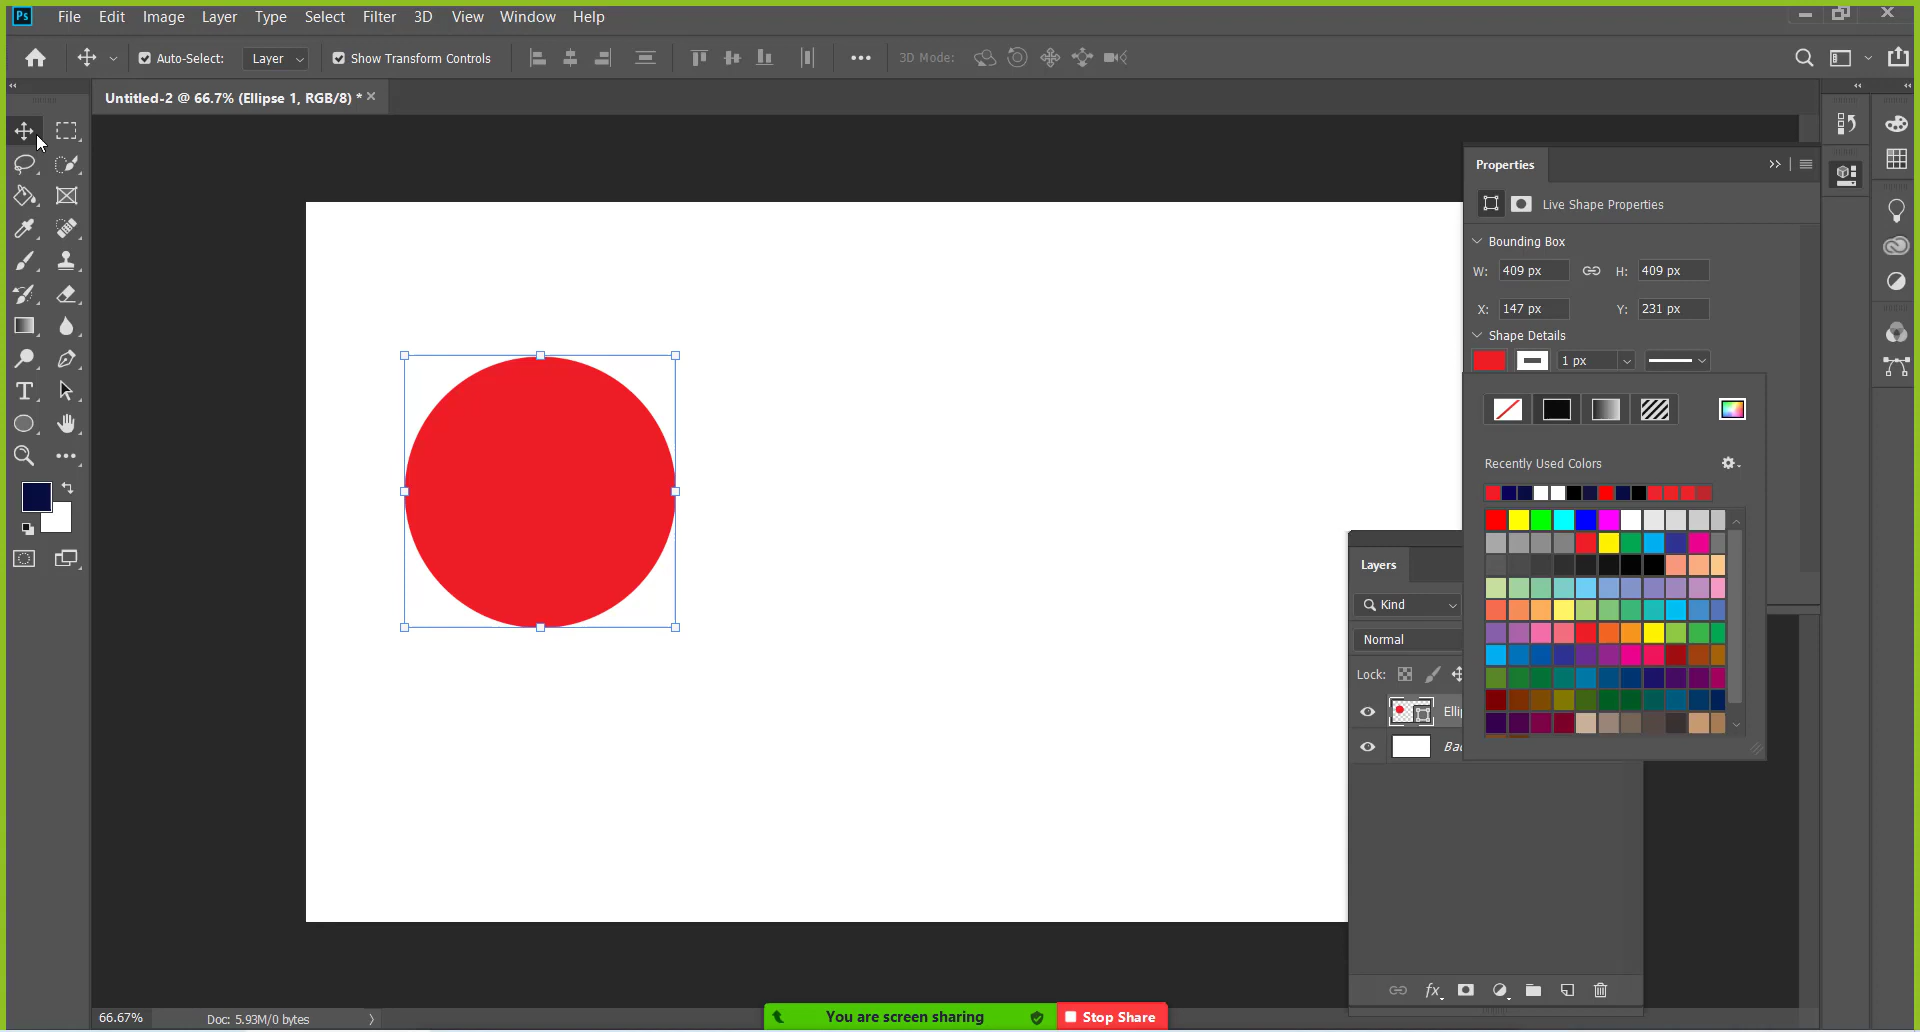 Ps File Edit Image Layer Type Select Filter 3D View Window Help
Auto-Select: Layer Show Transform Controls 3D Mode:
Untitled-2 @ 66.7% (Ellipse 1, RGB/8) *
Properties
Live Shape Properties
Bounding Box
W: 409 px H: 409 px
X: 147 px Y: 231 px
Shape Details
1 px
Recently Used Colors
Layers
Kind
Normal
Lock:
Ellip
Bac
T
fx
66.67% Doc: 5.93M/0 bytes
You are screen sharing Stop Share